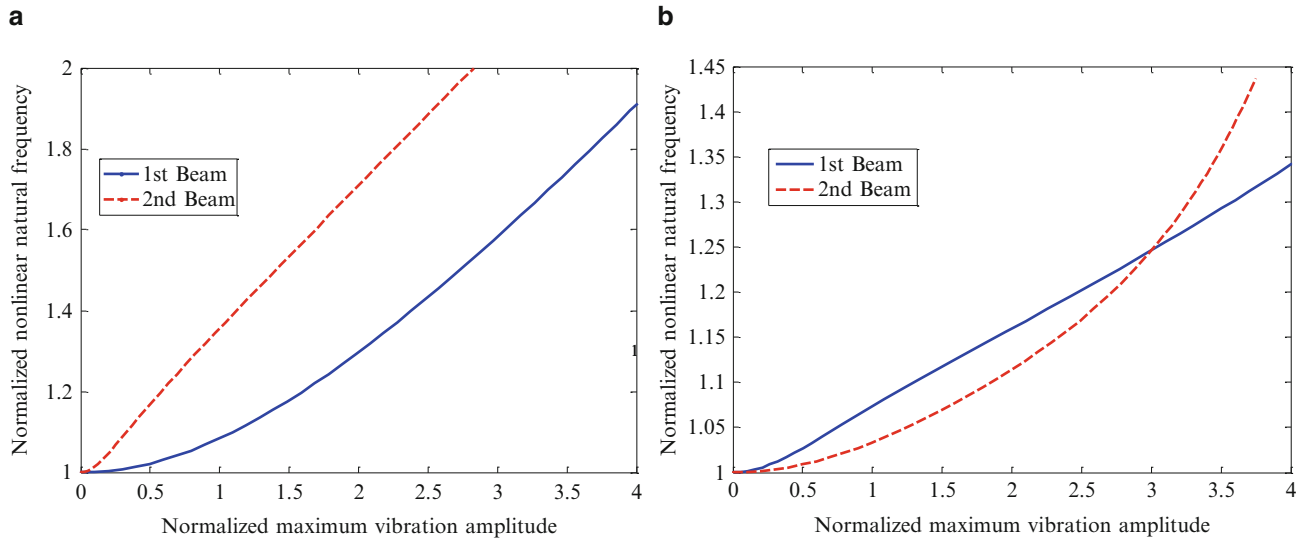 a
Normalized nonlinear natural frequency
2
1.8
1.6
1.4
1.2
1
1st Beam
2nd Beam
1
0 0.5 1 1.5 2 2.5 3 3.5 4
Normalized maximum vibration amplitude
b
Normalized nonlinear natural frequency
1.45
1.4
1.35
1.3
1.25
1.2
1.15
1.1
1.05
1
1st Beam
2nd Beam
0 0.5 1 1.5 2 2.5 3 3.5 4
Normalized maximum vibration amplitude